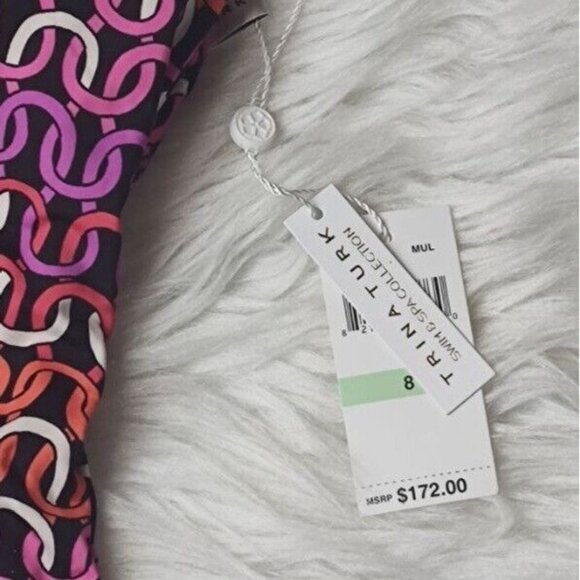 TRINA TURK
SWIM & SPA COLLECTION
MUL
8
MSRP $172.00